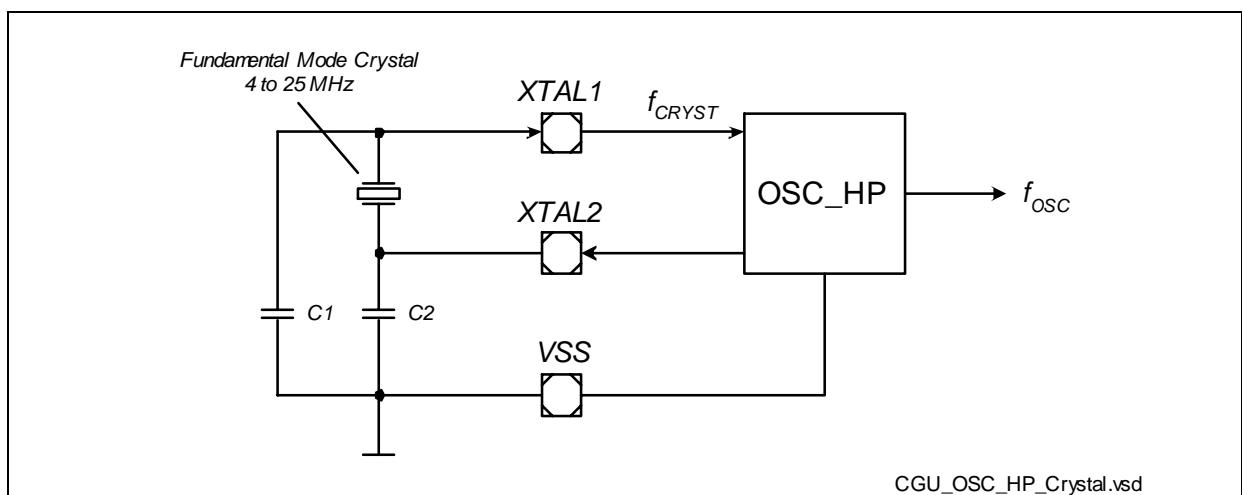 Fundamental Mode Crystal
4 to 25 MHz
XTAL1
fCRYST
OSC_HP
fOSC
XTAL2
C1
C2
VSS
CGU_OSC_HP_Crystal.vsd